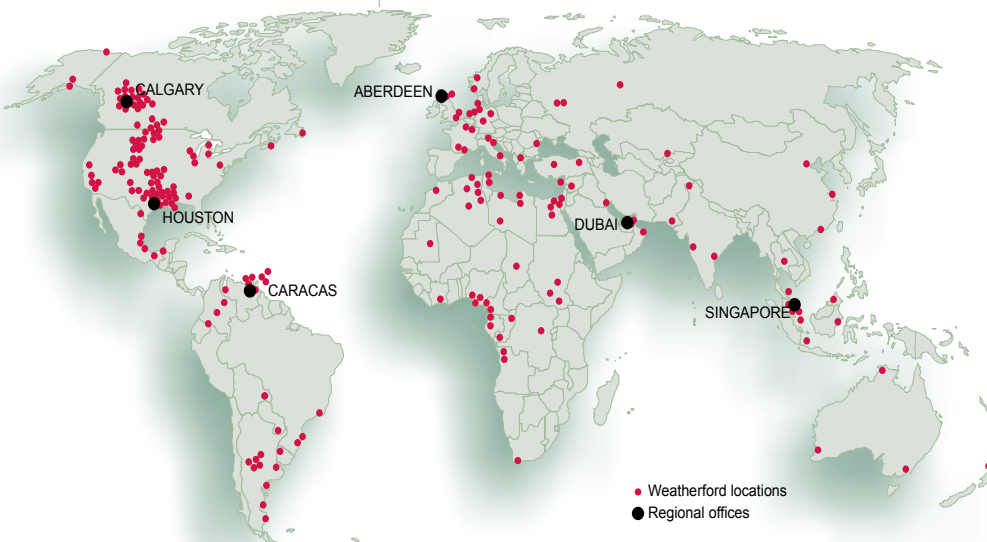 CALGARY
ABERDEEN
HOUSTON
DUBAI
CARACAS
SINGAPORE
Weatherford locations
Regional offices